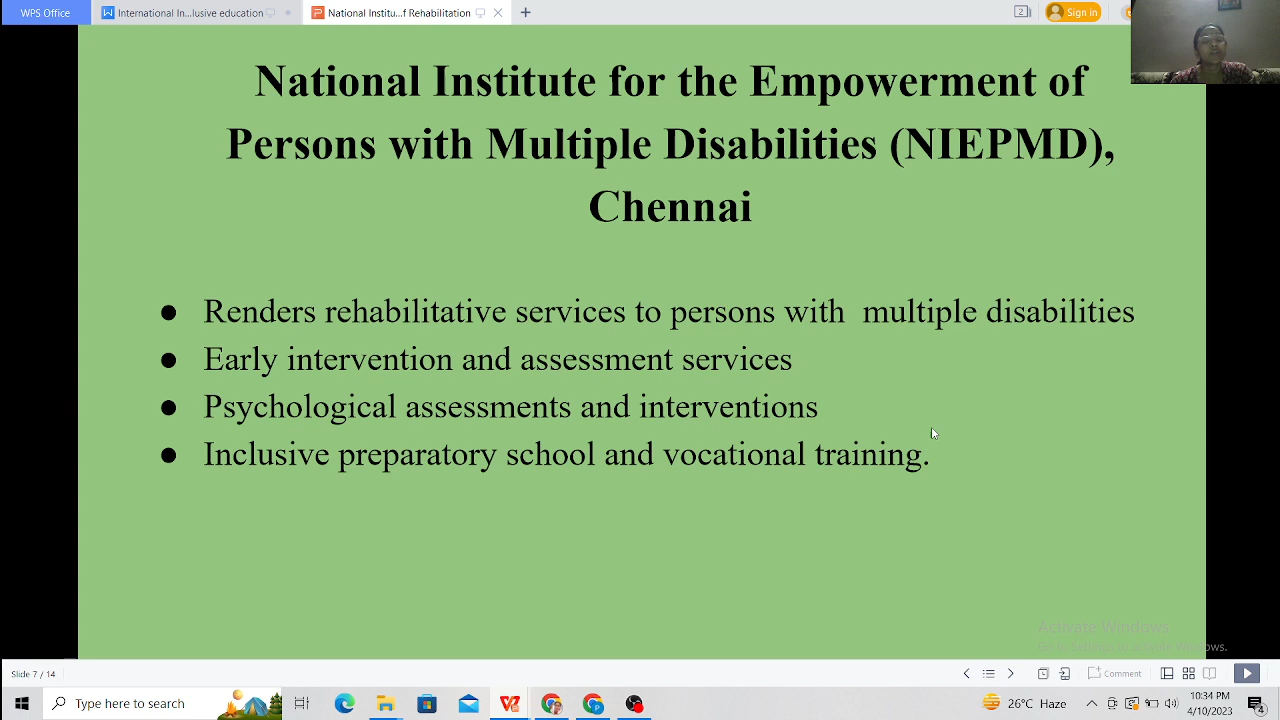 WPS Office
International In...lusive education
National Institu...f Rehabilitation
2
Sign in
National Institute for the Empowerment of
Persons with Multiple Disabilities (NIEPMD),
Chennai
● Renders rehabilitative services to persons with multiple disabilities
● Early intervention and assessment services
● Psychological assessments and interventions
● Inclusive preparatory school and vocational training.
Activate Windows
Go to Settings to activate Windows.
Slide 7 / 14
Comment
Type here to search
26°C Haze
10:34 PM
4/10/2023
4